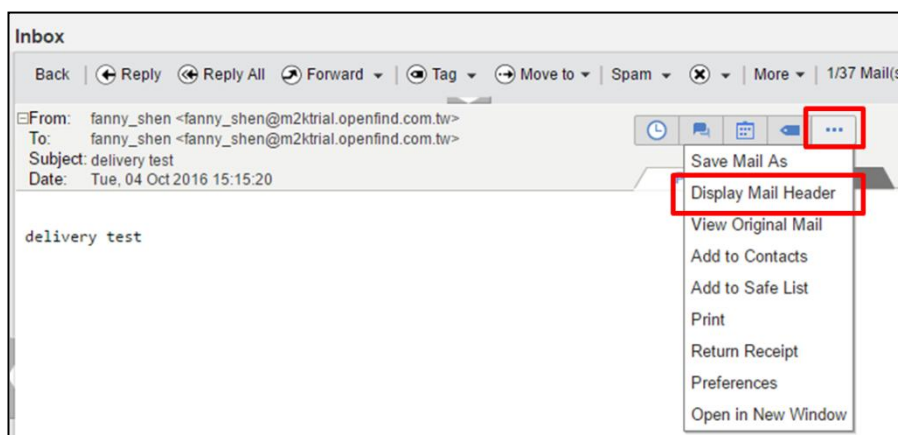 Inbox
Back | Reply Reply All Forward | Tag Move to | Spam | More | 1/37 Mail(s
From: fanny_shen <fanny_shen@m2ktrial.openfind.com.tw>
To: fanny_shen <fanny_shen@m2ktrial.openfind.com.tw>
Subject: delivery test
Date: Tue, 04 Oct 2016 15:15:20
delivery test
Save Mail As
Display Mail Header
View Original Mail
Add to Contacts
Add to Safe List
Print
Return Receipt
Preferences
Open in New Window